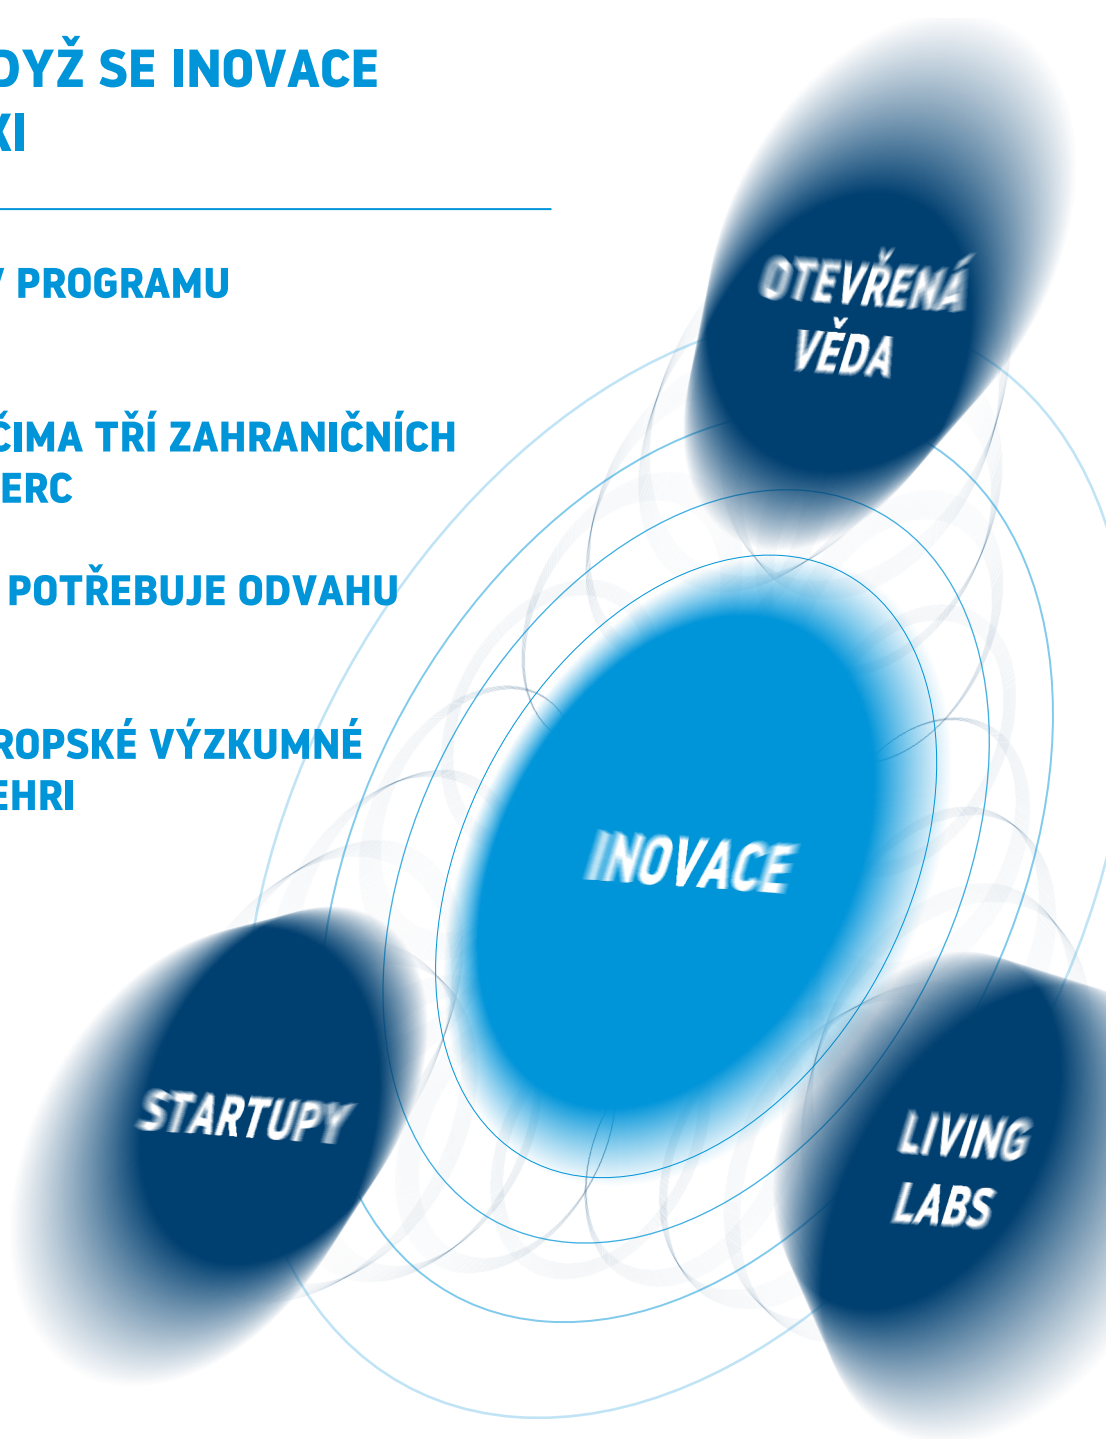 DYŽ SE INOVACE
XI
V PROGRAMU
ČIMA TŘÍ ZAHRANIČNÍCH
ERC
POTŘEBUJE ODVAHU
ROPSKÉ VÝZKUMNÉ
EHRI
OTEVŘENÁ
VĚDA
INOVACE
STARTUPY
LIVING
LABS